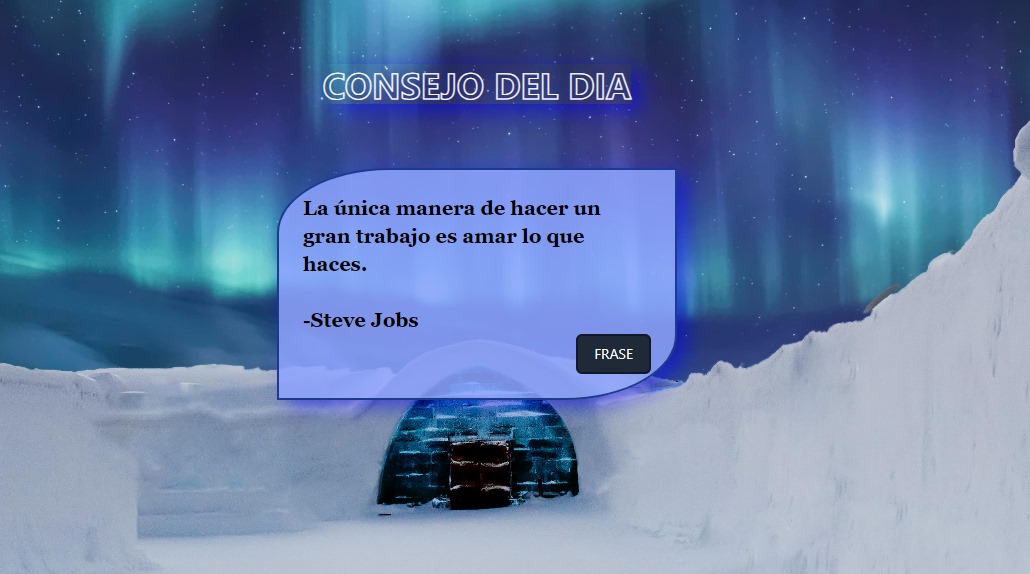 CONSEJO DEL DIA
La única manera de hacer un
gran trabajo es amar lo que
haces.
-Steve Jobs
FRASE